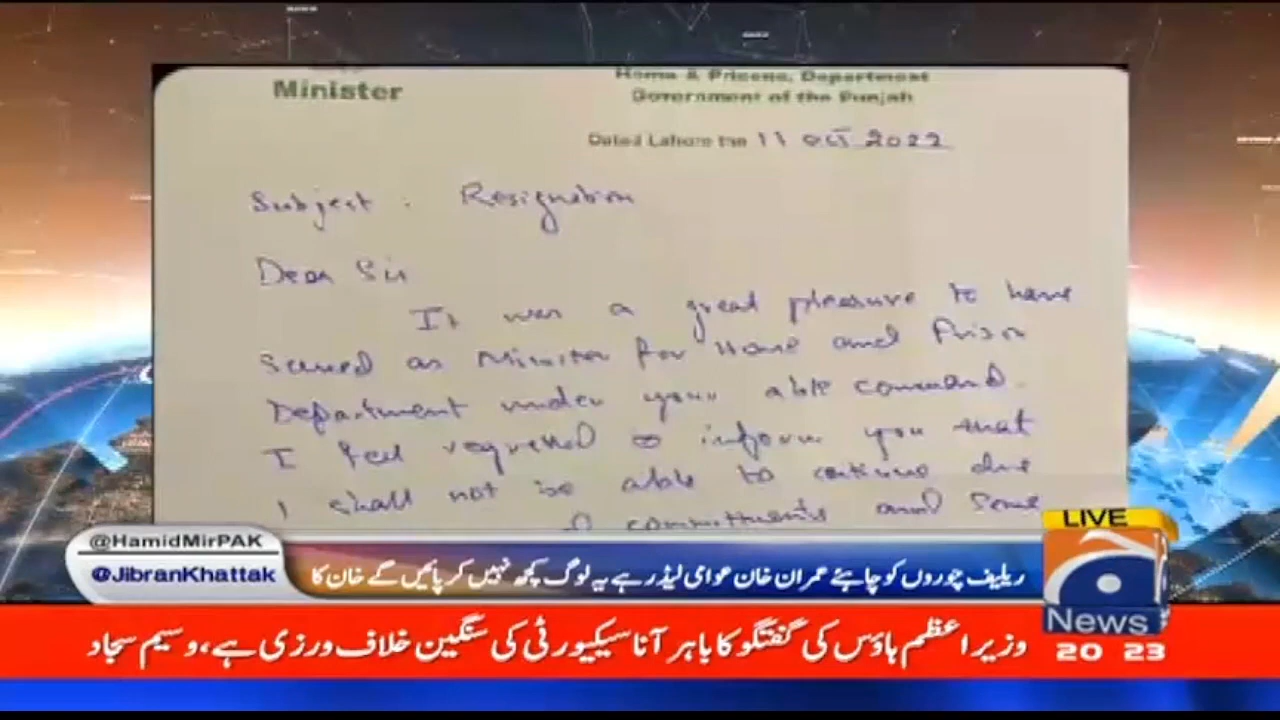 Minister
Home & Prisons, Department
Government of the Punjab
Dated Lahore the 11 Oct 2022
Subject : Resignation
Dear Sir
It was a great pleasure to have
served as Minister for Home and Prison
Department under your able command.
I feel regretted to inform you that
I shall not be able to continue due
commitments and some
@HamidMirPAK
@JibranKhattak
ریلیف چوروں کو چاہئے عمران خان عوامی لیڈر ہے یہ لوگ کچھ نہیں کر پائیں گے خان کا
LIVE
News
20 23
وزیراعظم ہاؤس کی گفتگو کا باہر آنا سیکیورٹی کی سنگین خلاف ورزی ہے، وسیم سجاد